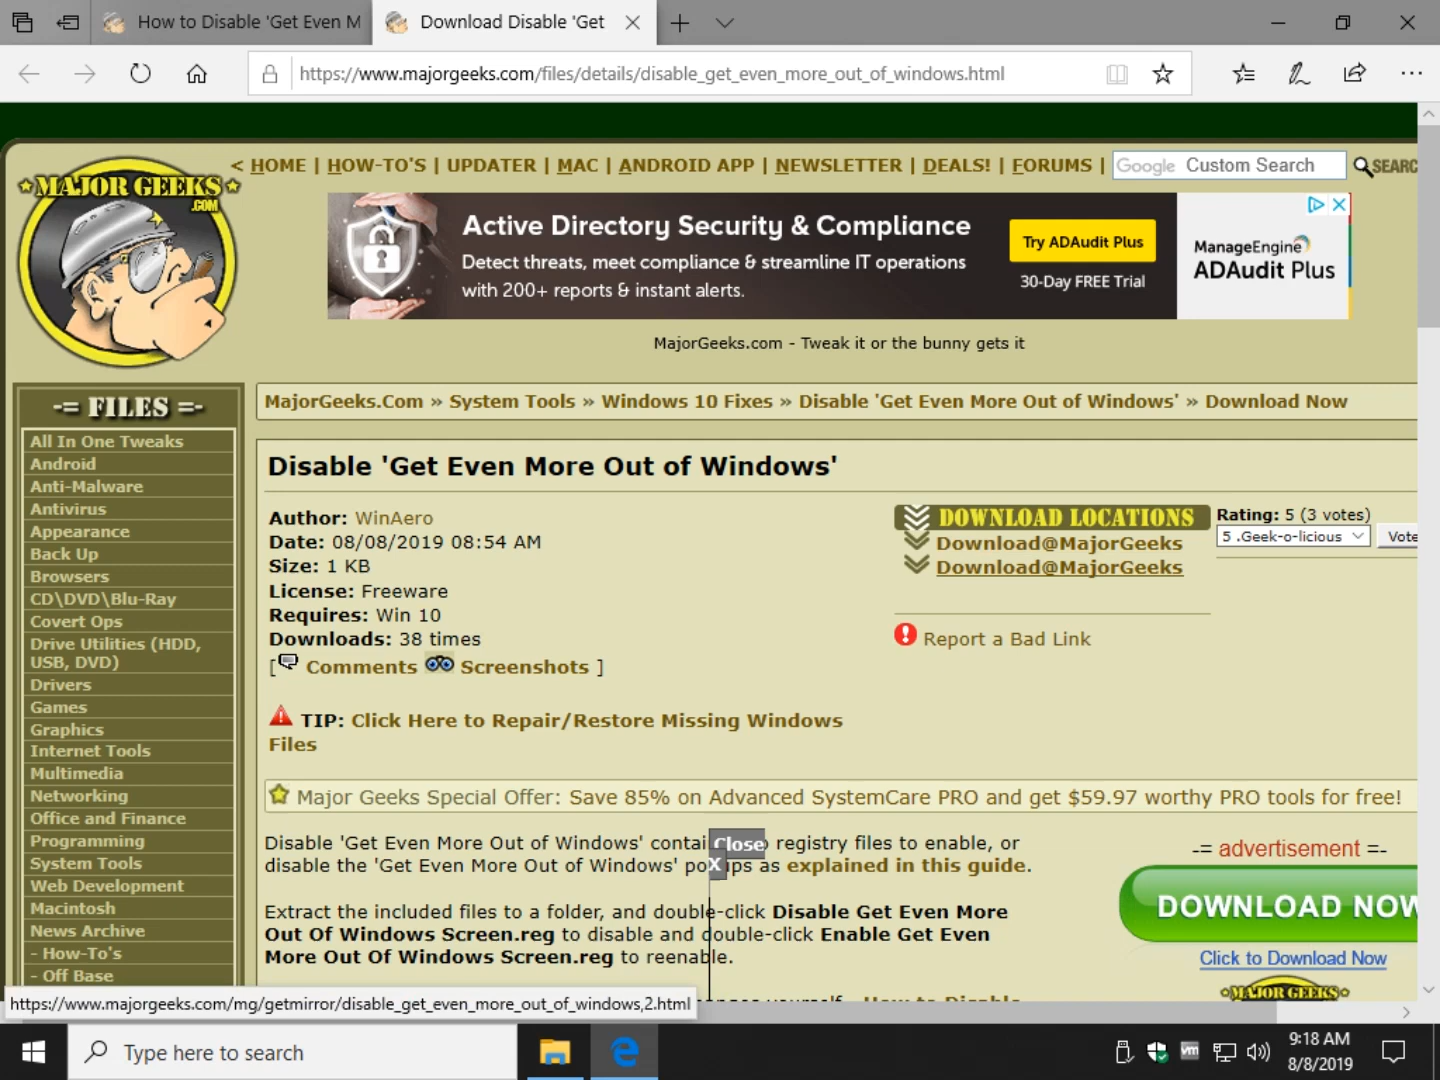 How to Disable 'Get Even M
Download Disable 'Get
https://www.majorgeeks.com/files/details/disable_get_even_more_out_of_windows.html
MAJOR GEEKS
.COM
< HOME | HOW-TO'S | UPDATER | MAC | ANDROID APP | NEWSLETTER | DEALS! | FORUMS |
Google Custom Search
SEARC
Active Directory Security & Compliance
Detect threats, meet compliance & streamline IT operations
with 200+ reports & instant alerts.
Try ADAudit Plus
30-Day FREE Trial
ManageEngine
ADAudit Plus
MajorGeeks.com - Tweak it or the bunny gets it
-= FILES =-
All In One Tweaks
Android
Anti-Malware
Antivirus
Appearance
Back Up
Browsers
CD\DVD\Blu-Ray
Covert Ops
Drive Utilities (HDD,
USB, DVD)
Drivers
Games
Graphics
Internet Tools
Multimedia
Networking
Office and Finance
Programming
System Tools
Web Development
Macintosh
News Archive
- How-To's
- Off Base
MajorGeeks.Com » System Tools » Windows 10 Fixes » Disable 'Get Even More Out of Windows' » Download Now
Disable 'Get Even More Out of Windows'
Author: WinAero
Date: 08/08/2019 08:54 AM
Size: 1 KB
License: Freeware
Requires: Win 10
Downloads: 38 times
[ Comments Screenshots ]
DOWNLOAD LOCATIONS
Download@MajorGeeks
Download@MajorGeeks
Report a Bad Link
Rating: 5 (3 votes)
5 .Geek-o-licious
Vote
TIP: Click Here to Repair/Restore Missing Windows
Files
Major Geeks Special Offer: Save 85% on Advanced SystemCare PRO and get $59.97 worthy PRO tools for free!
Disable 'Get Even More Out of Windows' contai registry files to enable, or
disable the 'Get Even More Out of Windows' po ups as explained in this guide.
Close
X
Extract the included files to a folder, and double-click Disable Get Even More
Out Of Windows Screen.reg to disable and double-click Enable Get Even
More Out Of Windows Screen.reg to reenable.
-= advertisement =-
DOWNLOAD NOW
Click to Download Now
MAJOR GEEKS
https://www.majorgeeks.com/mg/getmirror/disable_get_even_more_out_of_windows,2.html
Type here to search
vm
9:18 AM
8/8/2019